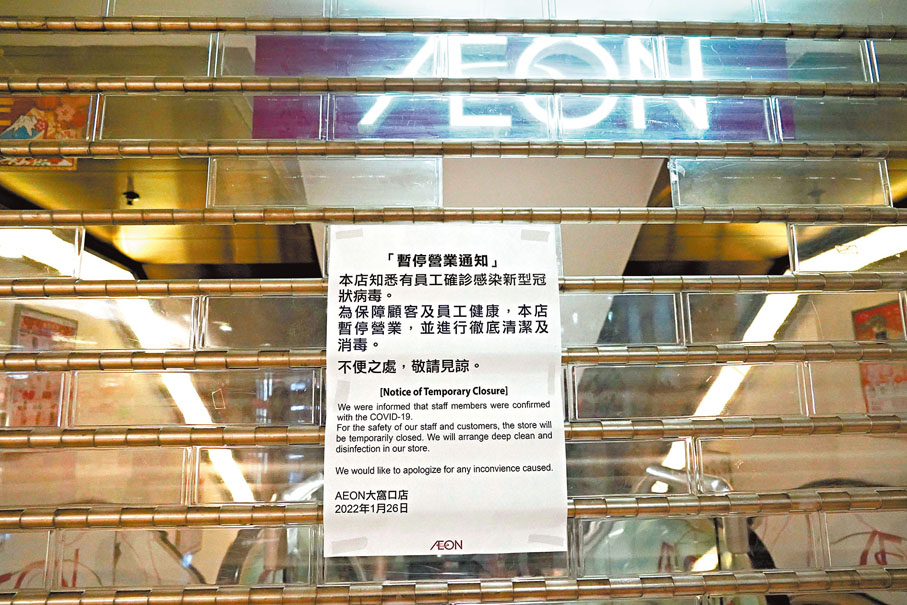 AEON
「暫停營業通知」
本店知悉有員工確診感染新型冠
狀病毒。
為保障顧客及員工健康，本店
暫停營業，並進行徹底清潔及
消毒。
不便之處，敬請見諒。
[Notice of Temporary Closure]
We were informed that staff members were confirmed
with the COVID-19.
For the safety of our staff and customers, the store will
be temporarily closed. We will arrange deep clean and
disinfection in our store.
We would like to apologize for any inconvience caused.
AEON大窩口店
2022年1月26日
AEON